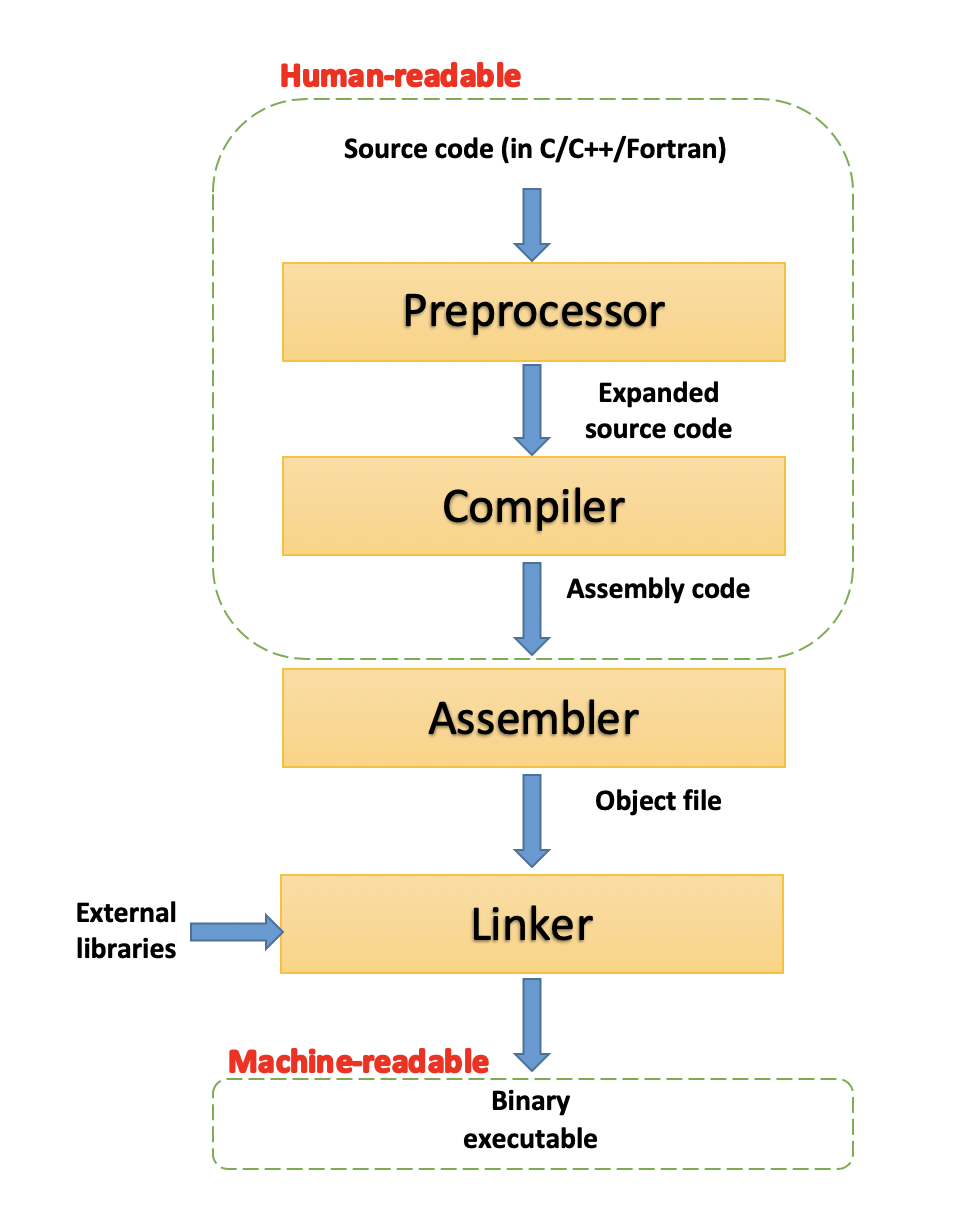 Human-readable
Source code (in C/C++/Fortran)
Preprocessor
Expanded
source code
Compiler
Assembly code
Assembler
Object file
External
libraries
Linker
Machine-readable
Binary
executable